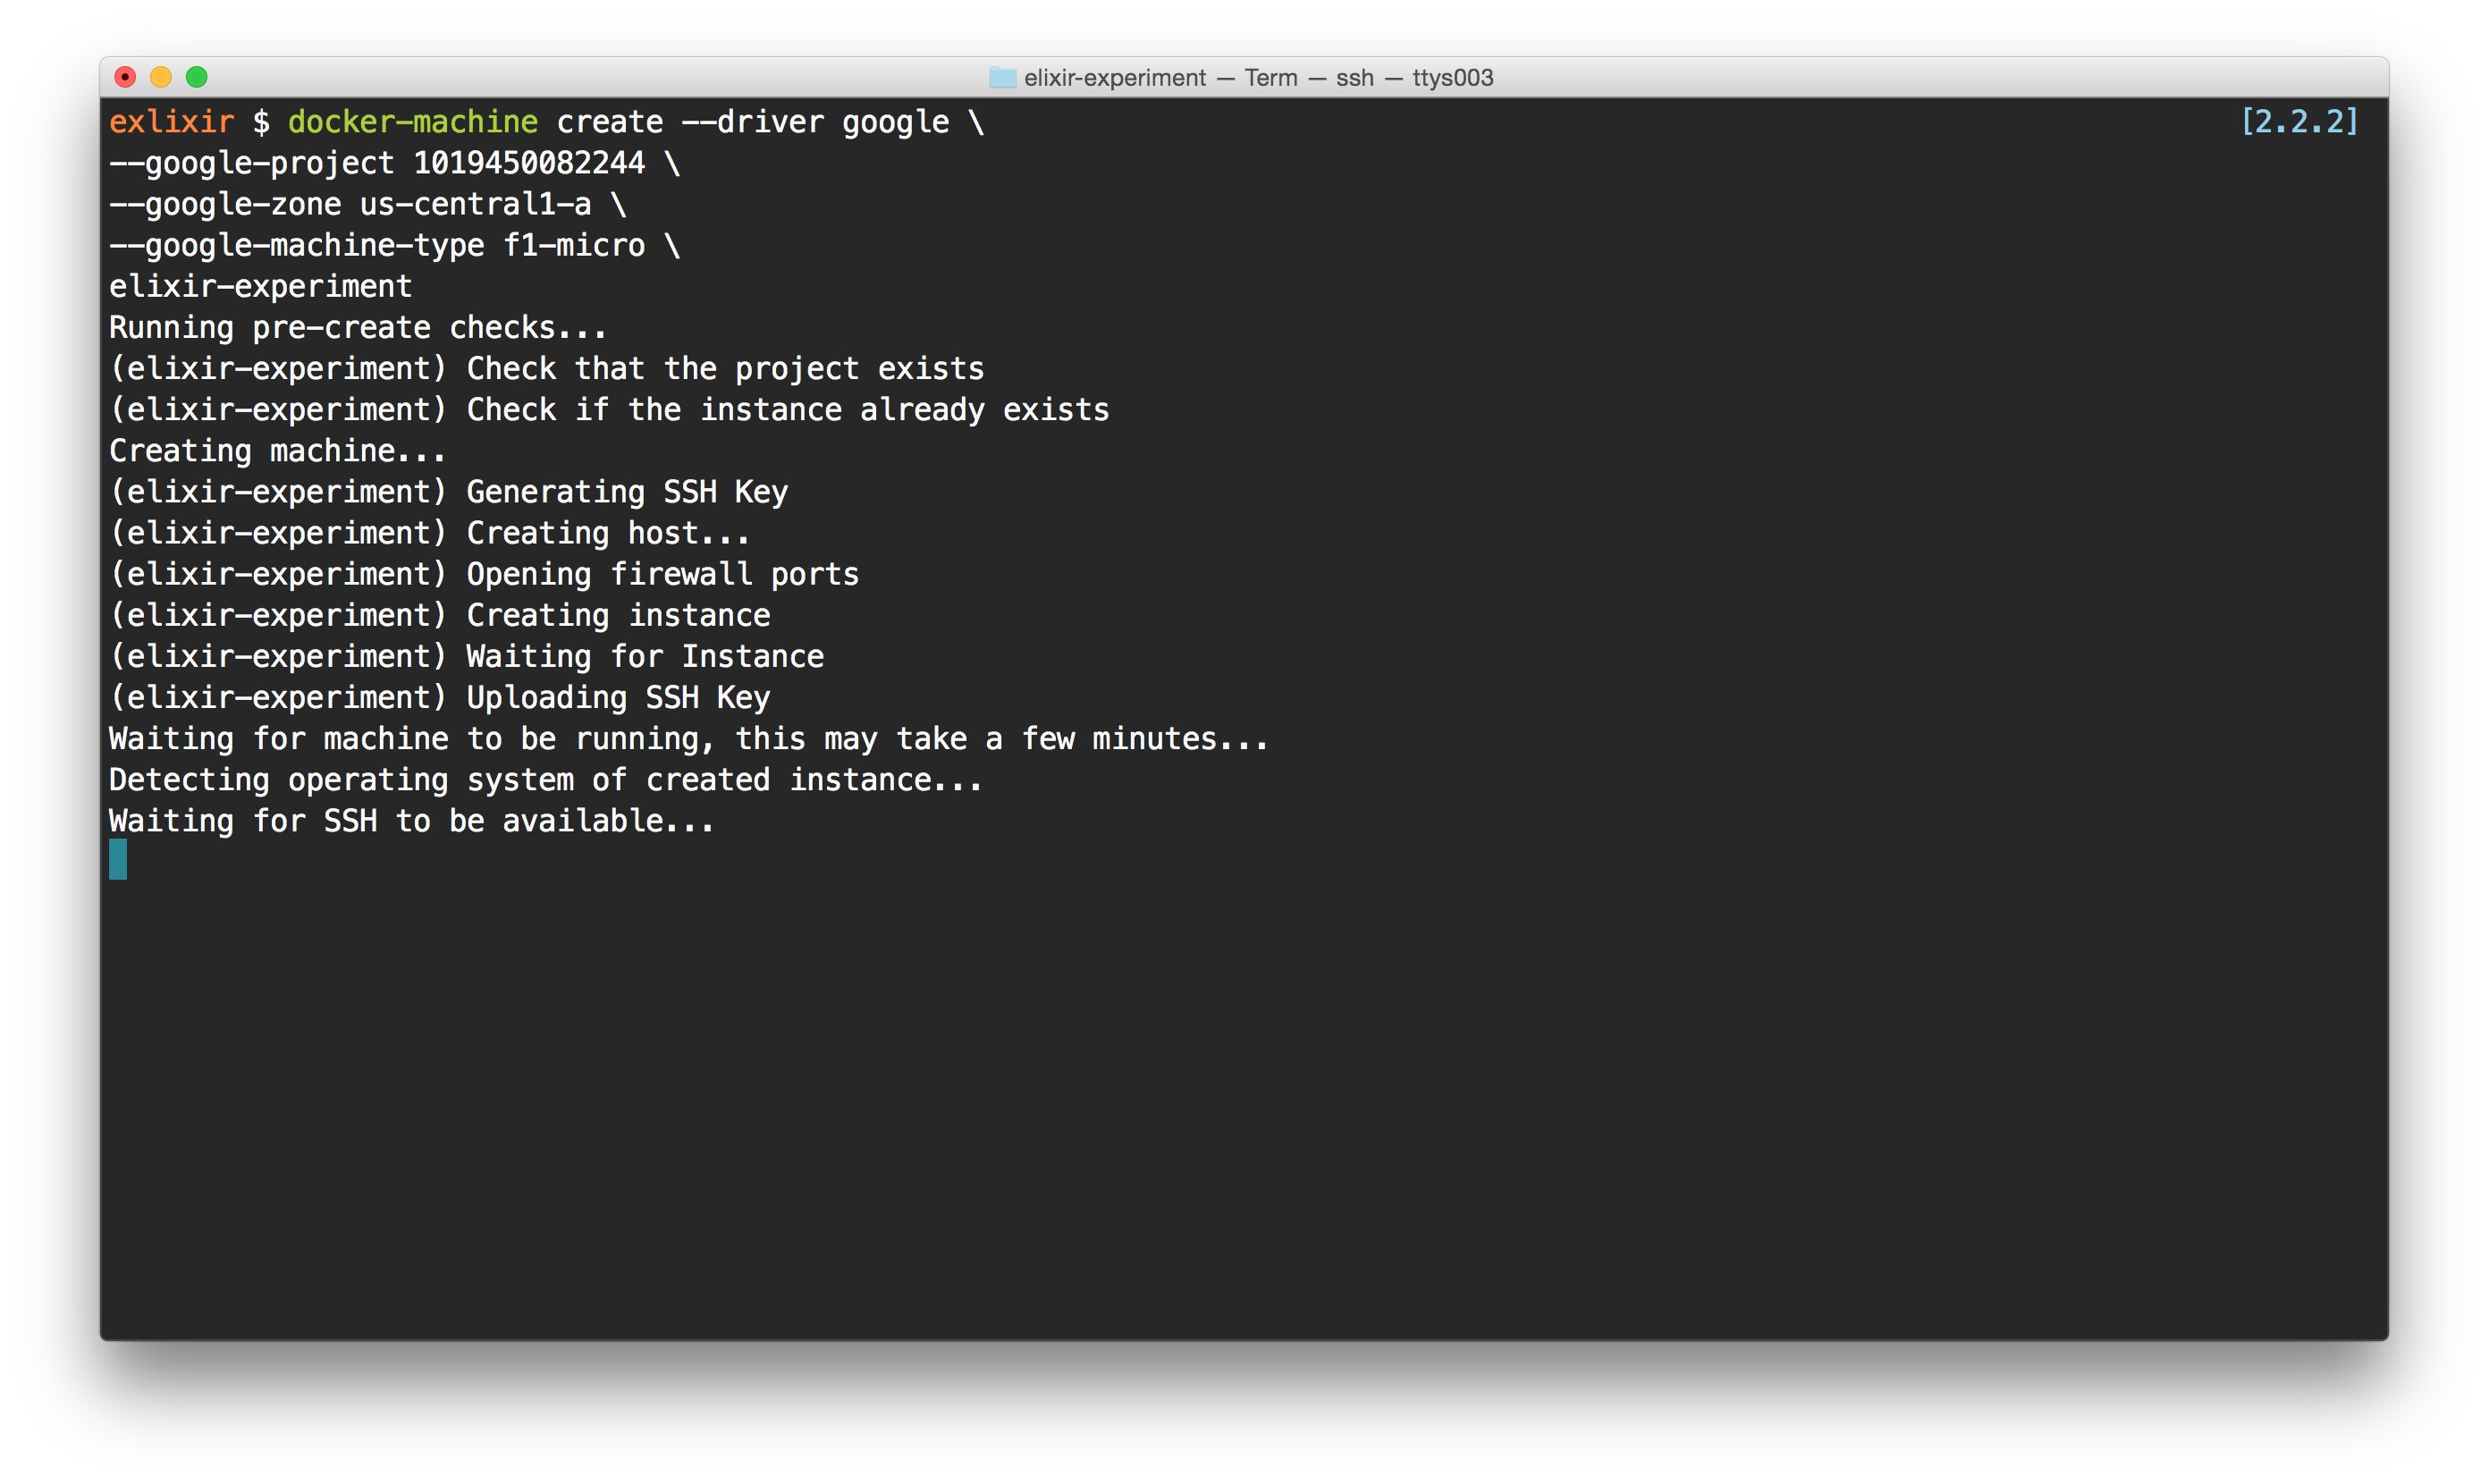 elixir-experiment — Term — ssh — ttys003
exlixir $ docker-machine create --driver google \ [2.2.2]
--google-project 1019450082244 \
--google-zone us-central1-a \
--google-machine-type f1-micro \
elixir-experiment
Running pre-create checks...
(elixir-experiment) Check that the project exists
(elixir-experiment) Check if the instance already exists
Creating machine...
(elixir-experiment) Generating SSH Key
(elixir-experiment) Creating host...
(elixir-experiment) Opening firewall ports
(elixir-experiment) Creating instance
(elixir-experiment) Waiting for Instance
(elixir-experiment) Uploading SSH Key
Waiting for machine to be running, this may take a few minutes...
Detecting operating system of created instance...
Waiting for SSH to be available...